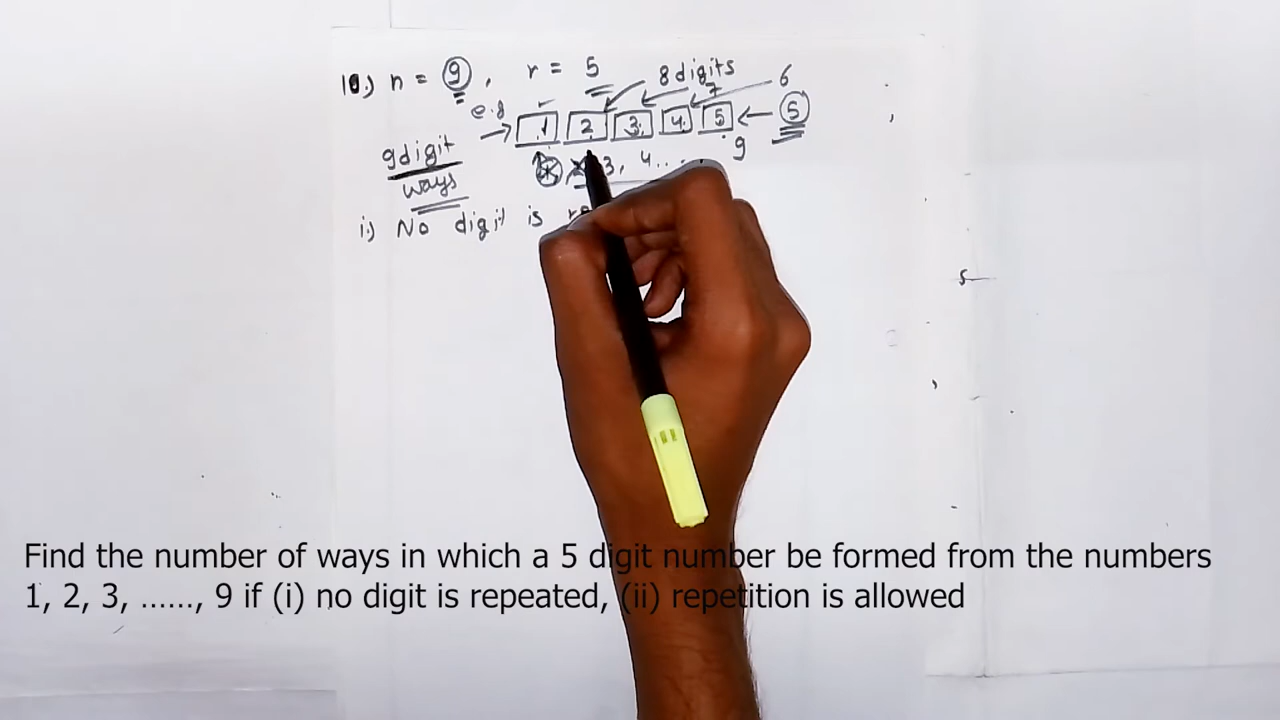 10.) n = 9, r = 5
8 digits 7 6
e.g 1 2 3 4 5 5
9 digit 3, 4... 9
ways
i.) No digit is
Find the number of ways in which a 5 digit number be formed from the numbers
1, 2, 3, ......, 9 if (i) no digit is repeated, (ii) repetition is allowed